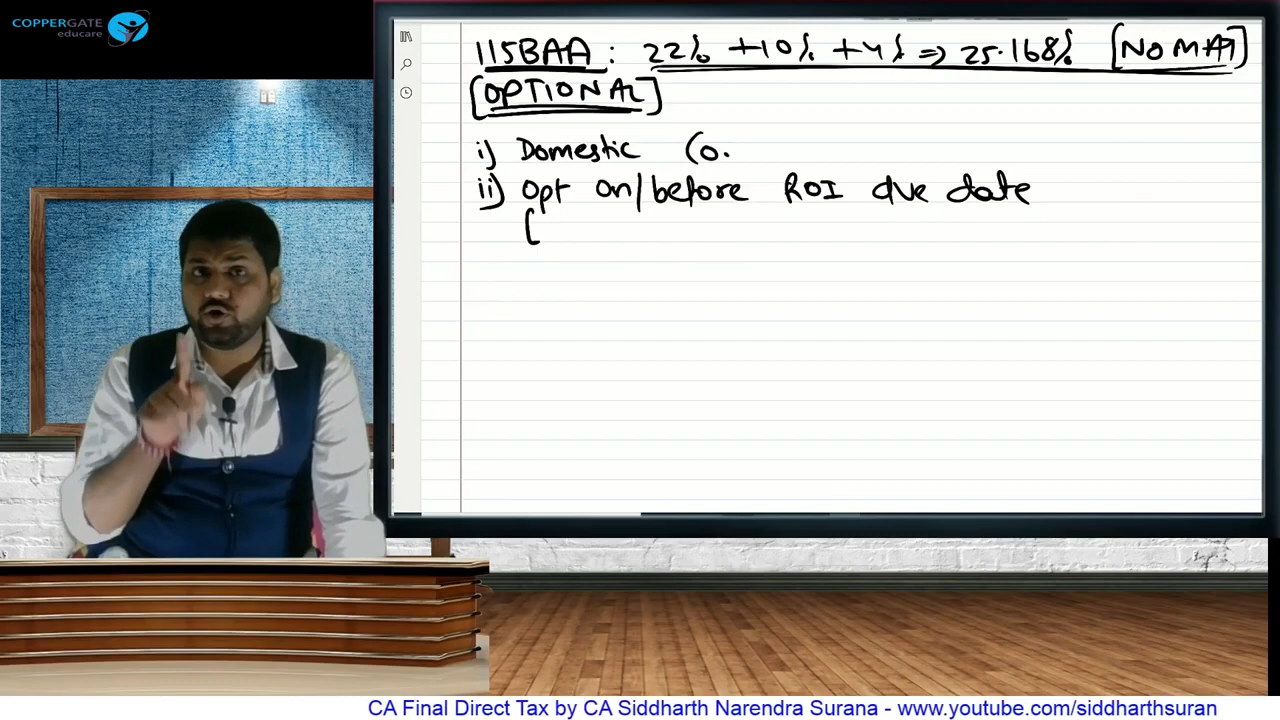 COPPERGATE
educare
115BAA : 22% +10% +4% ⇒ 25.168% [NO MAT]
[OPTIONAL]
i) Domestic Co.
ii) Opt on/before ROI due date
[
CA Final Direct Tax by CA Siddharth Narendra Surana - www.youtube.com/siddharthsuran